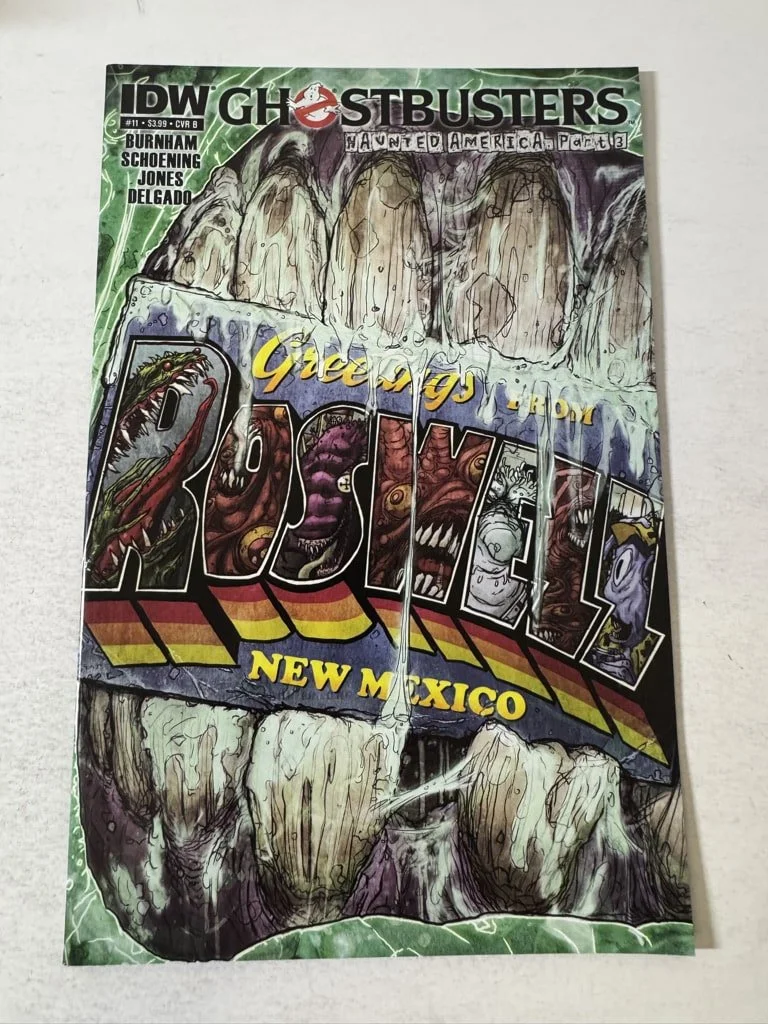 IDW GHOSTBUSTERS
#11 • $3.99 • CVR B
HAUNTED AMERICA, Part 3
BURNHAM
SCHOENING
JONES
DELGADO
Greetings FROM
ROSWELL
NEW MEXICO